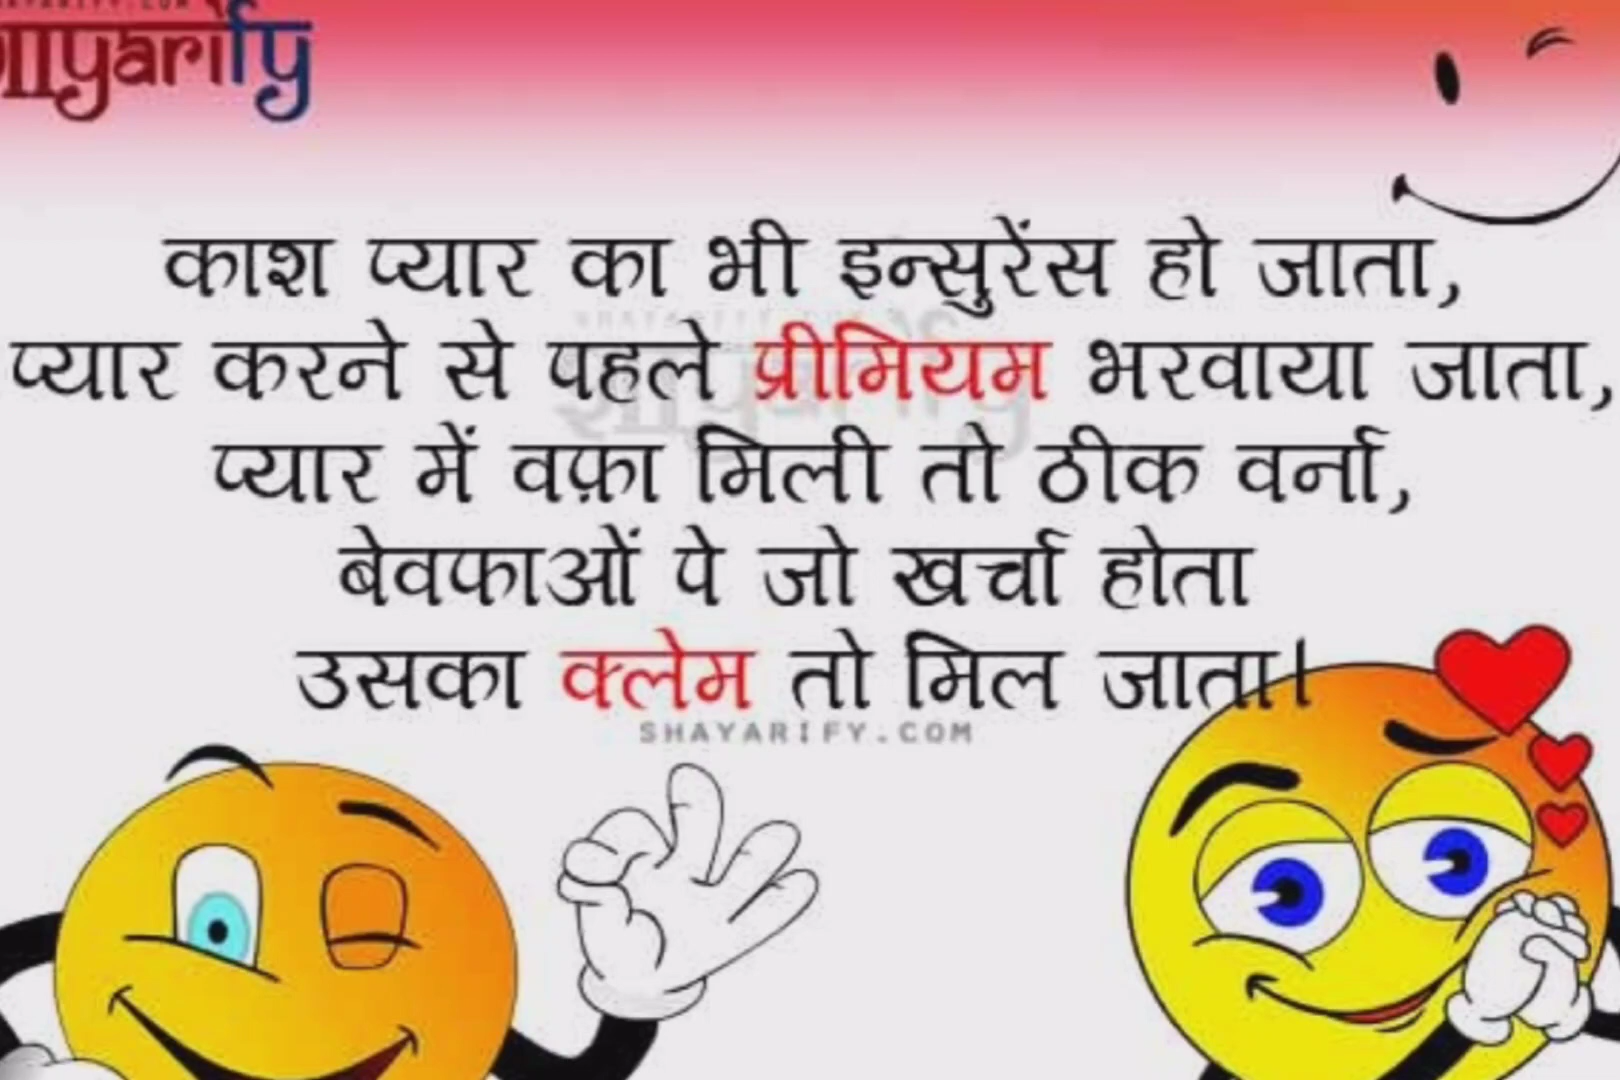 काश प्यार का भी इन्सुरेंस हो जाता,
प्यार करने से पहले प्रीमियम भरवाया जाता,
प्यार में वफ़ा मिली तो ठीक वर्ना,
बेवफाओं पे जो खर्चा होता
उसका क्लेम तो मिल जाता।
SHAYARIFY.COM